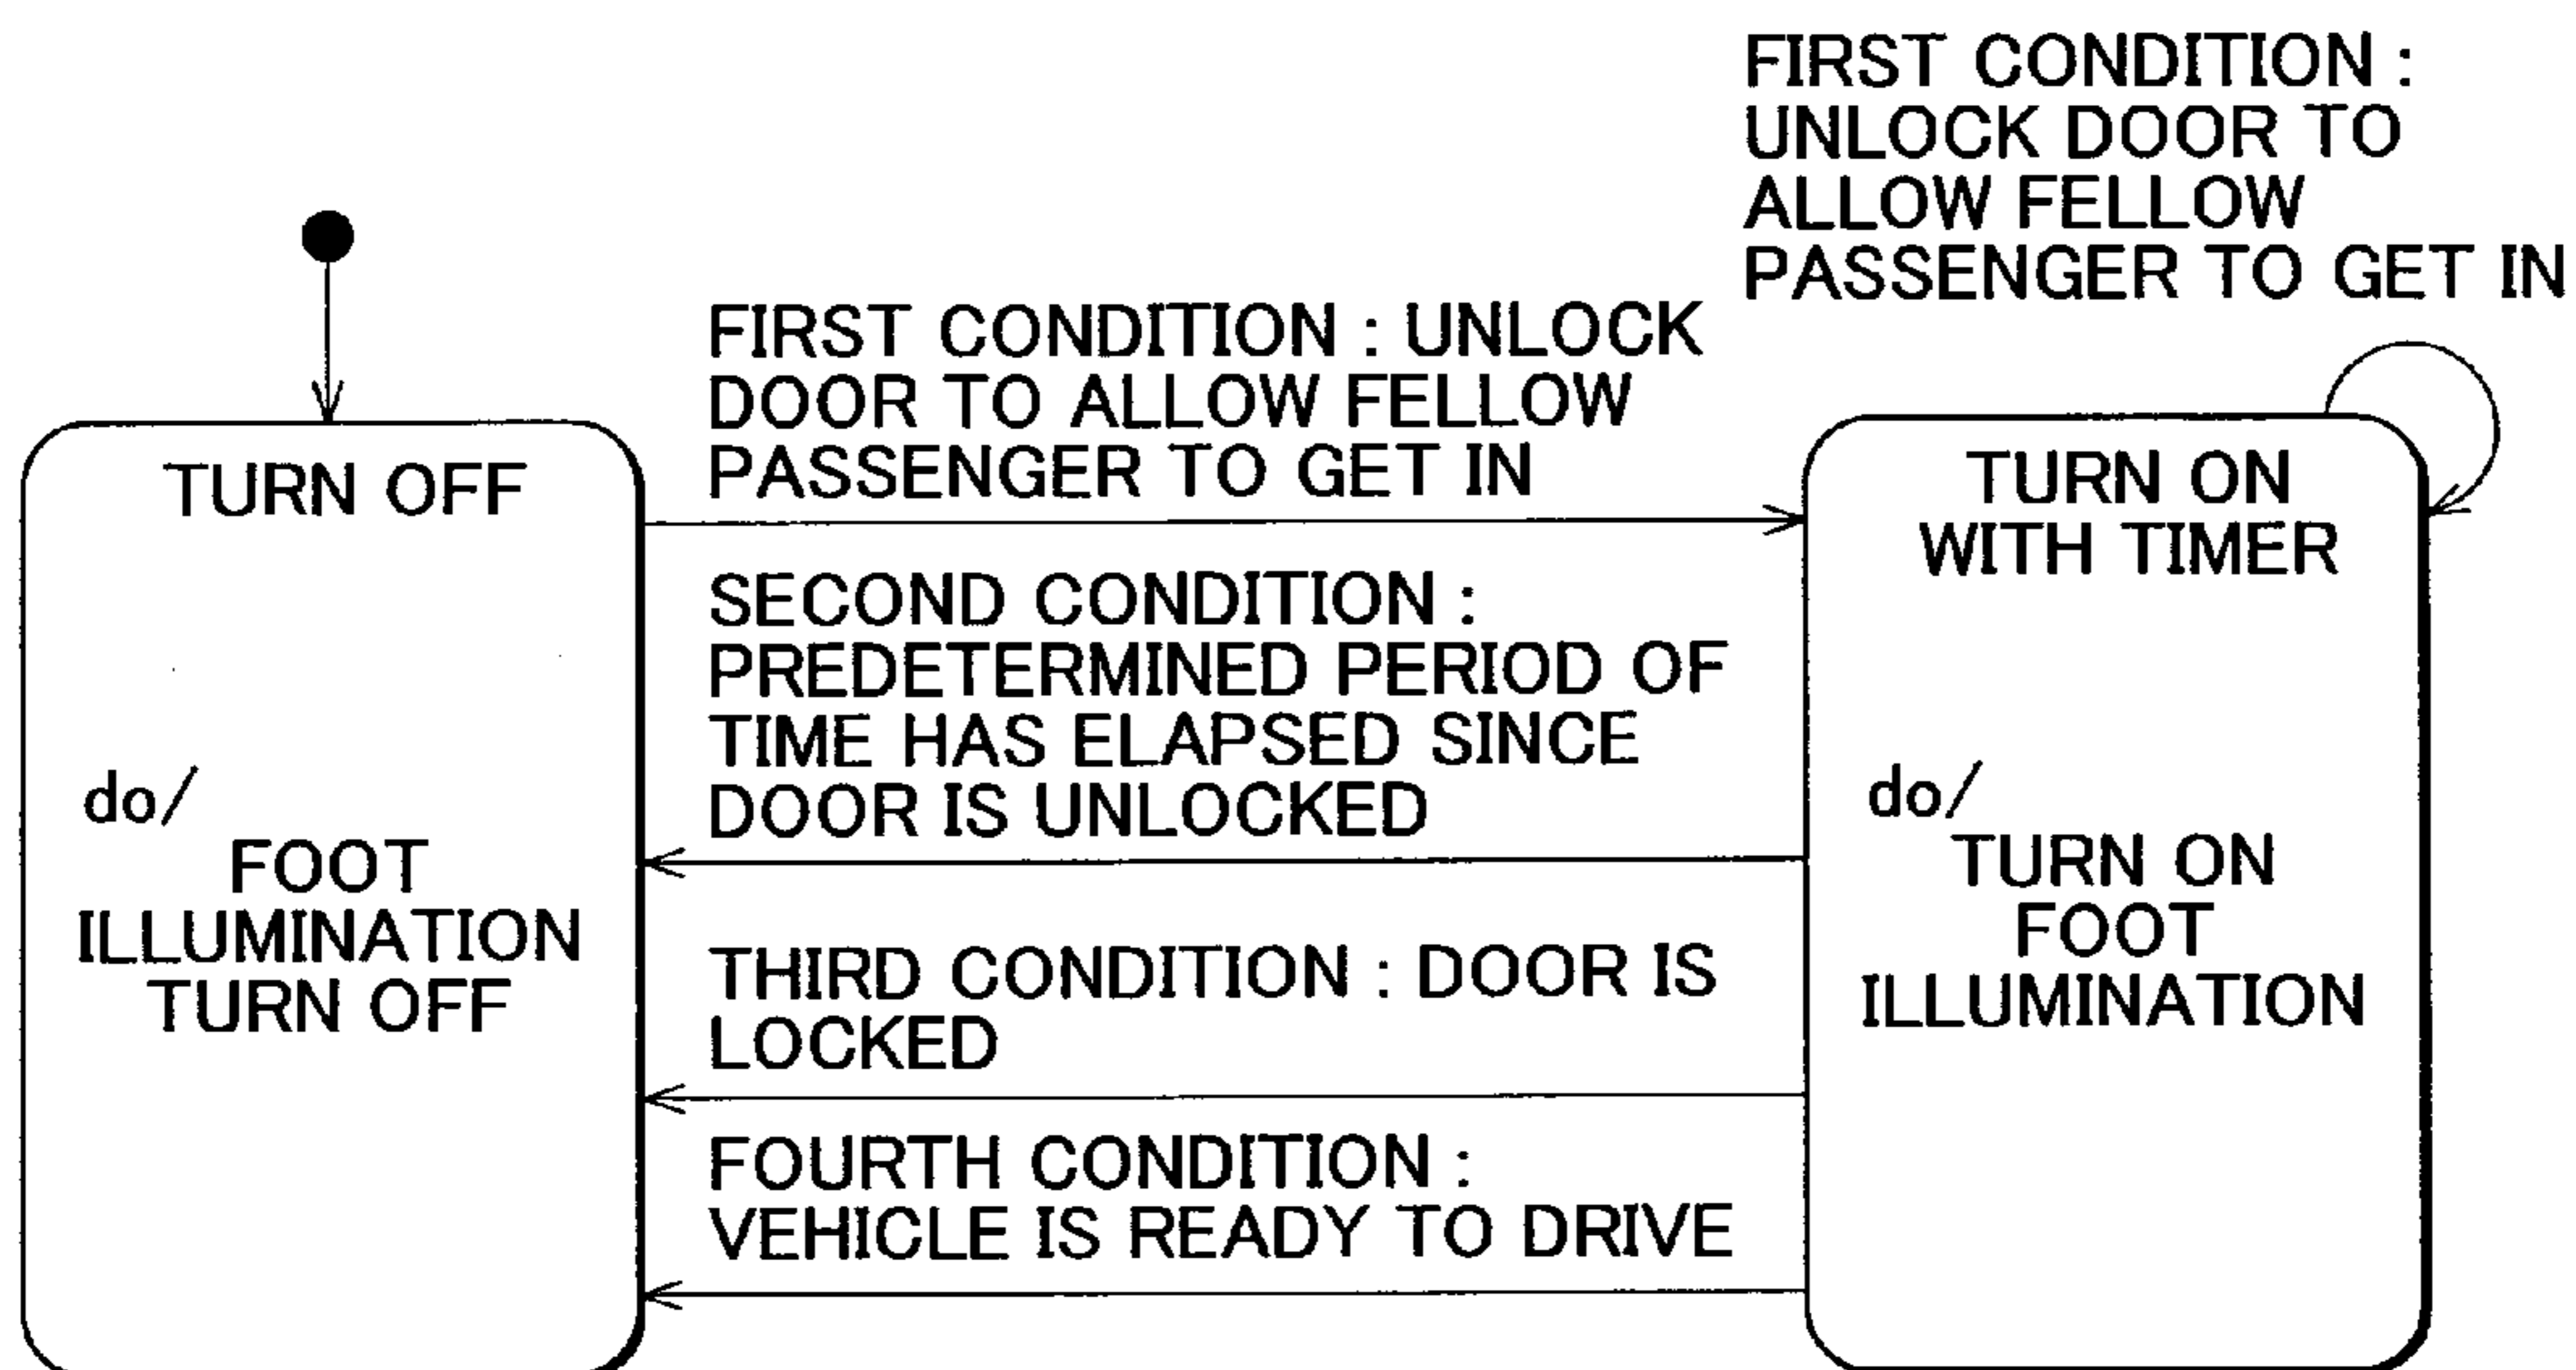 FIRST CONDITION :
UNLOCK DOOR TO
ALLOW FELLOW
PASSENGER TO GET IN
FIRST CONDITION : UNLOCK
DOOR TO ALLOW FELLOW
PASSENGER TO GET IN
TURN OFF
do/
FOOT
ILLUMINATION
TURN OFF
SECOND CONDITION :
PREDETERMINED PERIOD OF
TIME HAS ELAPSED SINCE
DOOR IS UNLOCKED
THIRD CONDITION : DOOR IS
LOCKED
FOURTH CONDITION :
VEHICLE IS READY TO DRIVE
TURN ON
WITH TIMER
do/
TURN ON
FOOT
ILLUMINATION